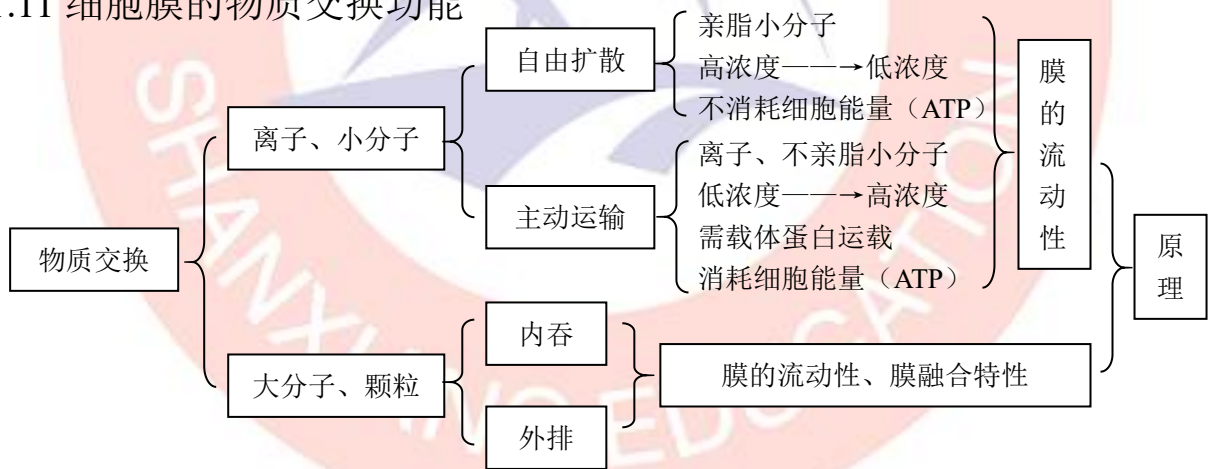 .11 细胞膜的物质交换功能
物质交换
离子、小分子
自由扩散
亲脂小分子
高浓度——→低浓度
不消耗细胞能量（ATP）
主动运输
离子、不亲脂小分子
低浓度——→高浓度
需载体蛋白运载
消耗细胞能量（ATP）
膜的流动性
大分子、颗粒
内吞
外排
膜的流动性、膜融合特性
原理
SHANXIANG EDUCATION